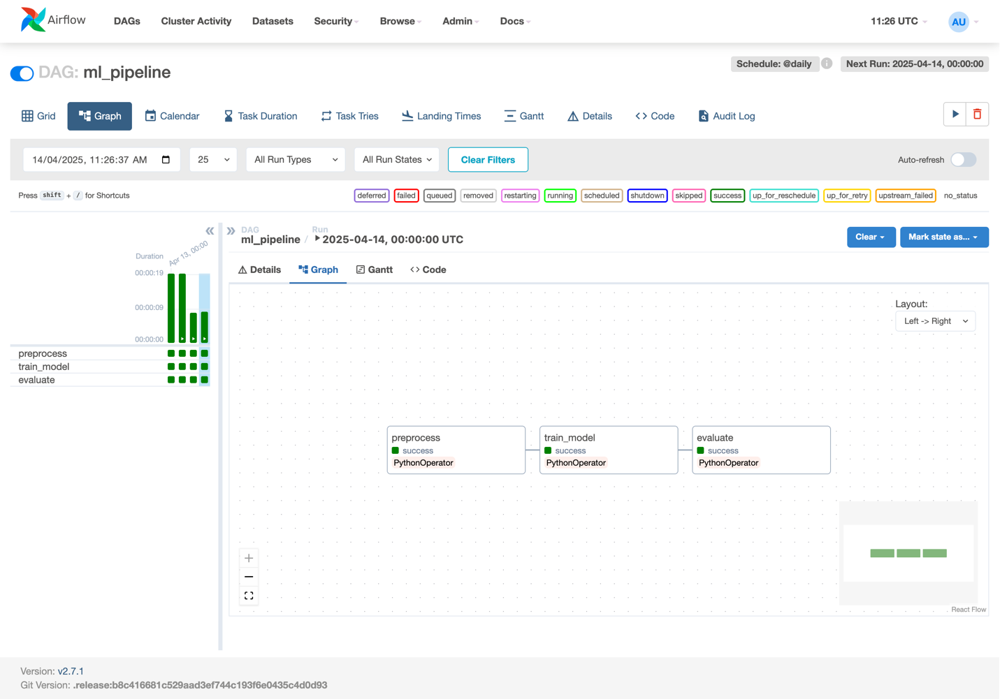 Airflow
DAGs
Cluster Activity
Datasets
Security
Browse
Admin
Docs
11:26 UTC
AU
DAG: ml_pipeline
Schedule: @daily
Next Run: 2025-04-14, 00:00:00
Grid
Graph
Calendar
Task Duration
Task Tries
Landing Times
Gantt
Details
Code
Audit Log
14/04/2025, 11:26:37 AM
25
All Run Types
All Run States
Clear Filters
Auto-refresh
Press shift + / for Shortcuts
deferred
failed
queued
removed
restarting
running
scheduled
shutdown
skipped
success
up_for_reschedule
up_for_retry
upstream_failed
no_status
Duration
Apr 13, 00:00
00:00:19
00:00:09
00:00:00
preprocess
train_model
evaluate
DAG
ml_pipeline
/
Run
2025-04-14, 00:00:00 UTC
Clear
Mark state as...
Details
Graph
Gantt
Code
Layout:
Left -> Right
preprocess
success
PythonOperator
train_model
success
PythonOperator
evaluate
success
PythonOperator
React Flow
Version: v2.7.1
Git Version: .release:b8c416681c529aad3ef744c193f6e0435c4d0d93